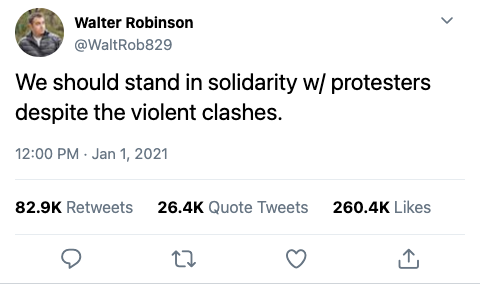 Walter Robinson
@WaltRob829
We should stand in solidarity w/ protesters
despite the violent clashes.
12:00 PM · Jan 1, 2021
82.9K Retweets 26.4K Quote Tweets 260.4K Likes